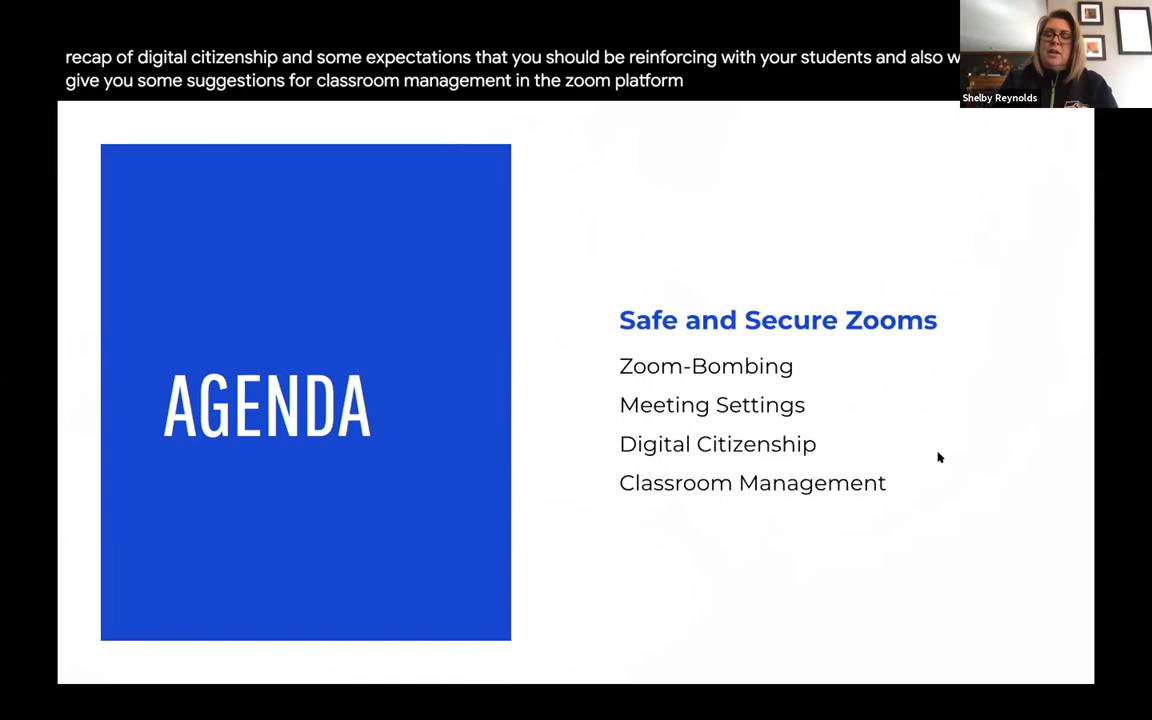 recap of digital citizenship and some expectations that you should be reinforcing with your students and also w
give you some suggestions for classroom management in the zoom platform
Shelby Reynolds
AGENDA
Safe and Secure Zooms
Zoom-Bombing
Meeting Settings
Digital Citizenship
Classroom Management